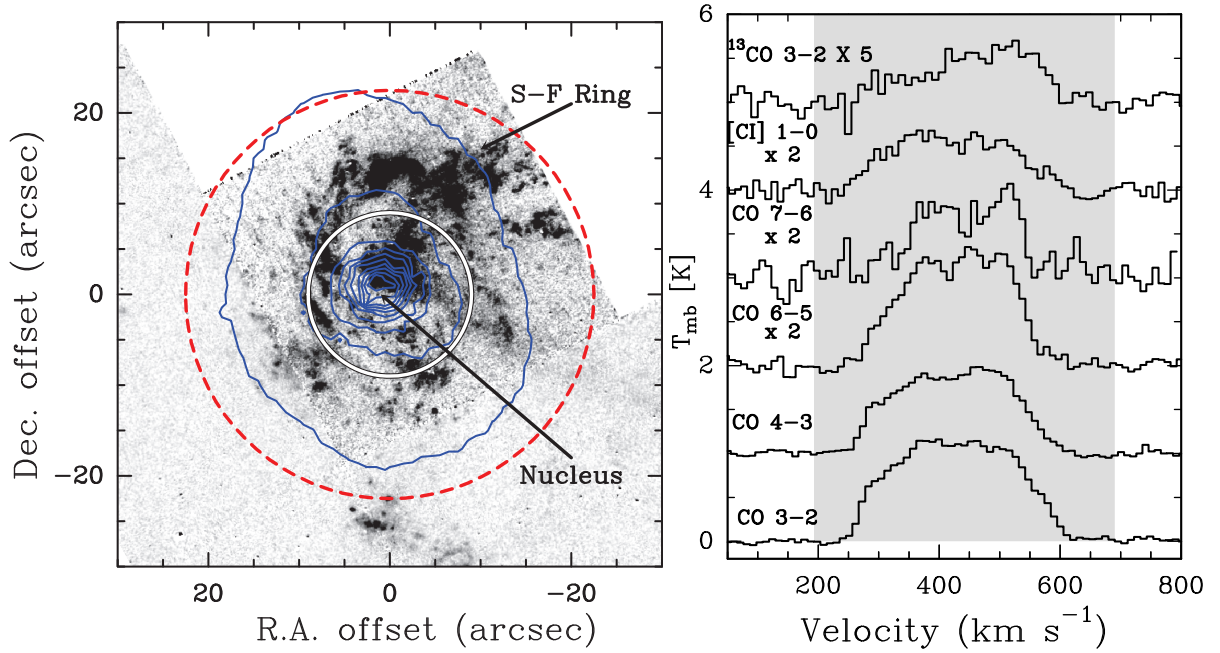 S-F Ring
Nucleus
20
0
-20
20
0
-20
Dec. offset (arcsec)
R.A. offset (arcsec)
6
4
2
0
T_mb [K]
¹³CO 3-2 X 5
[CI] 1-0
x 2
CO 7-6
x 2
CO 6-5
x 2
CO 4-3
CO 3-2
200
400
600
800
Velocity (km s⁻¹)